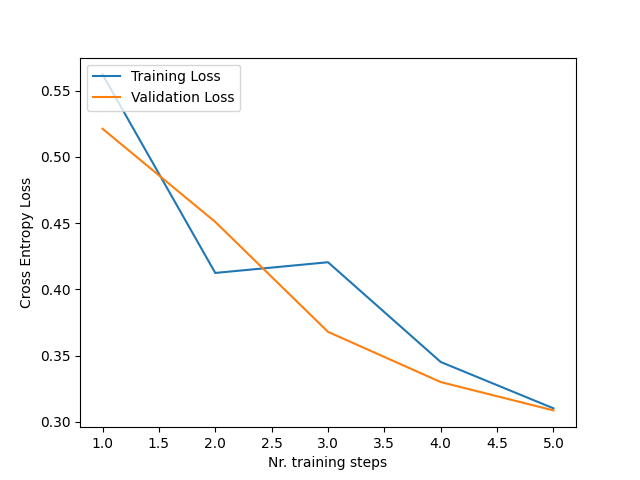 Training Loss
Validation Loss
0.55
0.50
0.45
0.40
0.35
0.30
Cross Entropy Loss
1.0 1.5 2.0 2.5 3.0 3.5 4.0 4.5 5.0
Nr. training steps